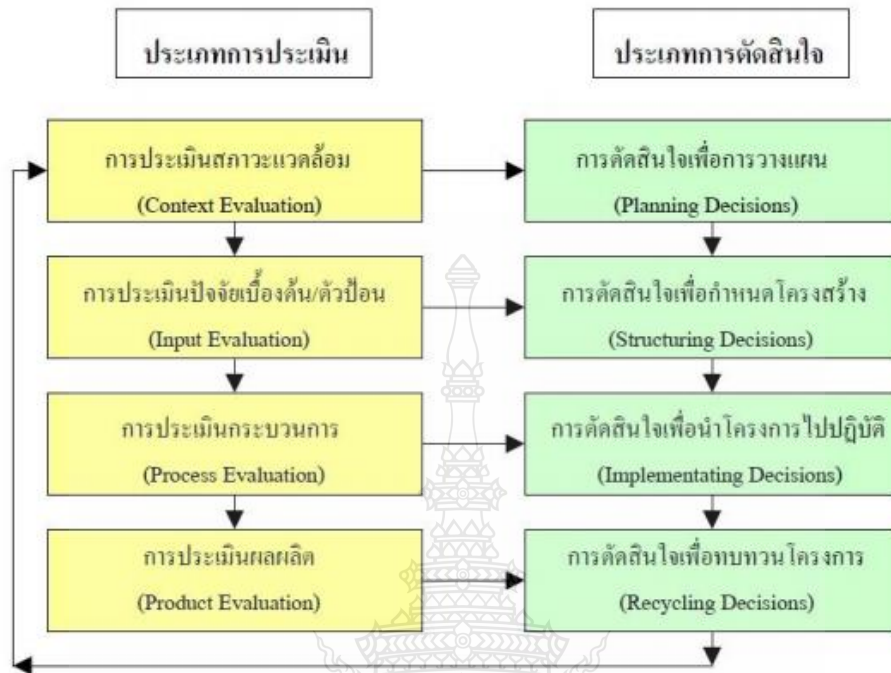 ประเภทการประเมิน
ประเภทการตัดสินใจ
การประเมินสภาวะแวดล้อม
(Context Evaluation)
การตัดสินใจเพื่อการวางแผน
(Planning Decisions)
การประเมินปัจจัยเบื้องต้น/ตัวป้อน
(Input Evaluation)
การตัดสินใจเพื่อกำหนดโครงสร้าง
(Structuring Decisions)
การประเมินกระบวนการ
(Process Evaluation)
การตัดสินใจเพื่อนำโครงการไปปฏิบัติ
(Implementating Decisions)
การประเมินผลผลิต
(Product Evaluation)
การตัดสินใจเพื่อทบทวนโครงการ
(Recycling Decisions)